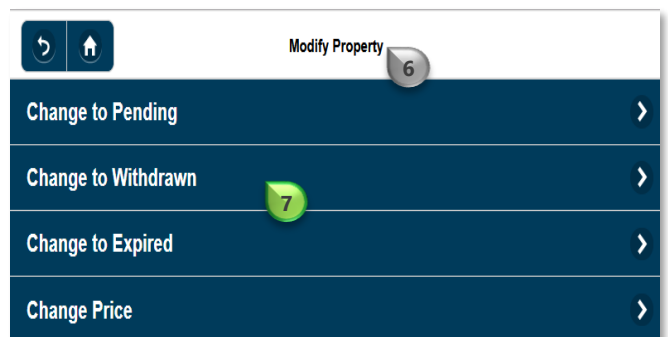 Modify Property
6
Change to Pending
Change to Withdrawn
7
Change to Expired
Change Price